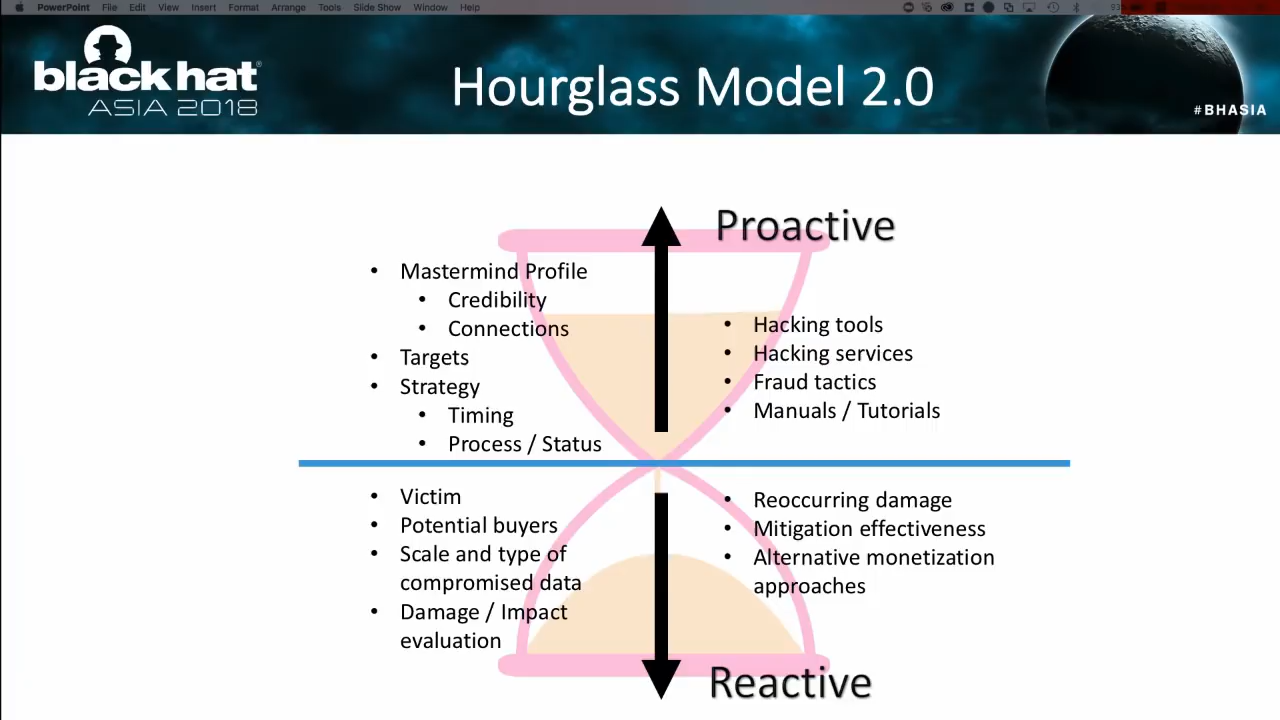 PowerPoint File Edit View Insert Format Arrange Tools Slide Show Window Help
black hat
ASIA 2018
Hourglass Model 2.0
#BHASIA
Proactive
• Mastermind Profile
• Credibility
• Connections
• Targets
• Strategy
• Timing
• Process / Status
• Hacking tools
• Hacking services
• Fraud tactics
• Manuals / Tutorials
• Victim
• Potential buyers
• Scale and type of
compromised data
• Damage / Impact
evaluation
• Reoccurring damage
• Mitigation effectiveness
• Alternative monetization
approaches
Reactive